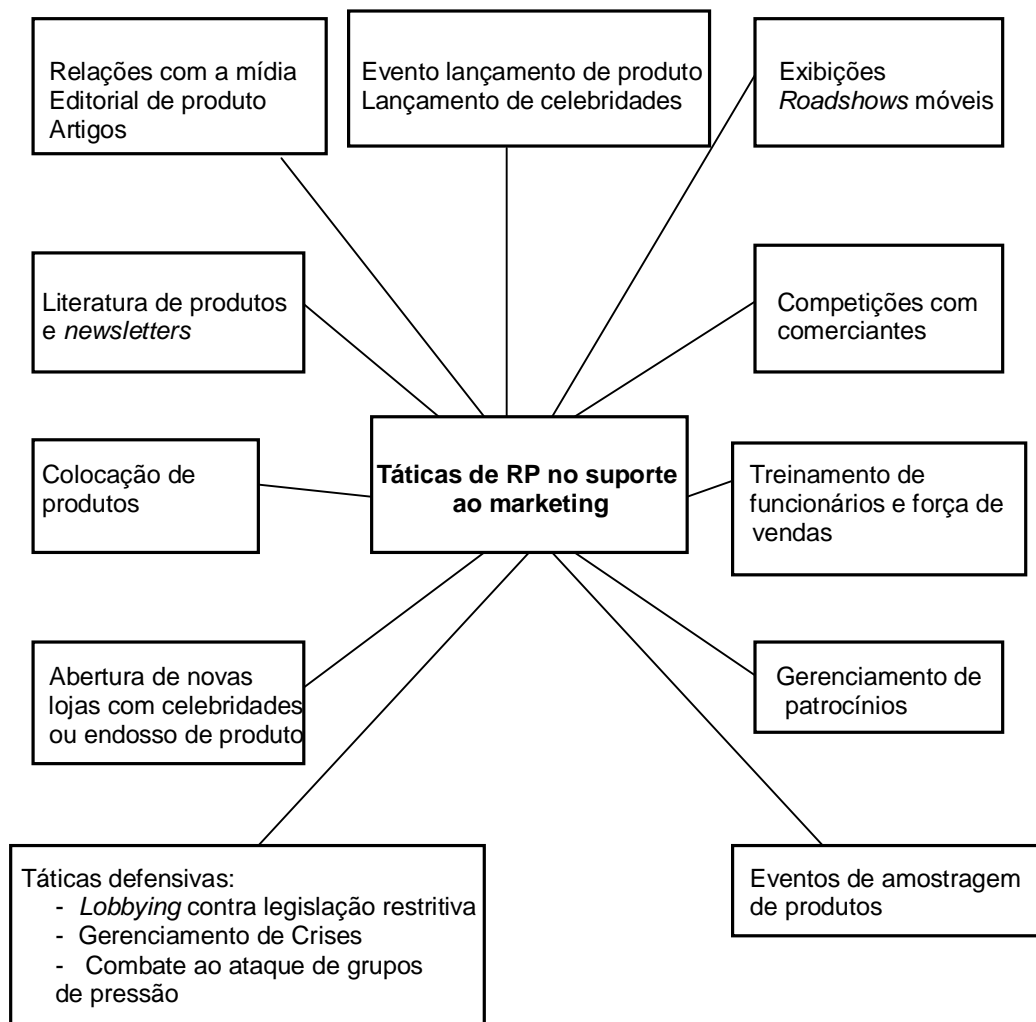 Relações com a mídia
Editorial de produto
Artigos
Evento lançamento de produto
Lançamento de celebridades
Exibições
Roadshows móveis
Literatura de produtos
e newsletters
Competições com
comerciantes
Colocação de
produtos
Táticas de RP no suporte
ao marketing
Treinamento de
funcionários e força de
vendas
Abertura de novas
lojas com celebridades
ou endosso de produto
Gerenciamento de
patrocínios
Táticas defensivas:
- Lobbying contra legislação restritiva
- Gerenciamento de Crises
- Combate ao ataque de grupos
de pressão
Eventos de amostragem
de produtos